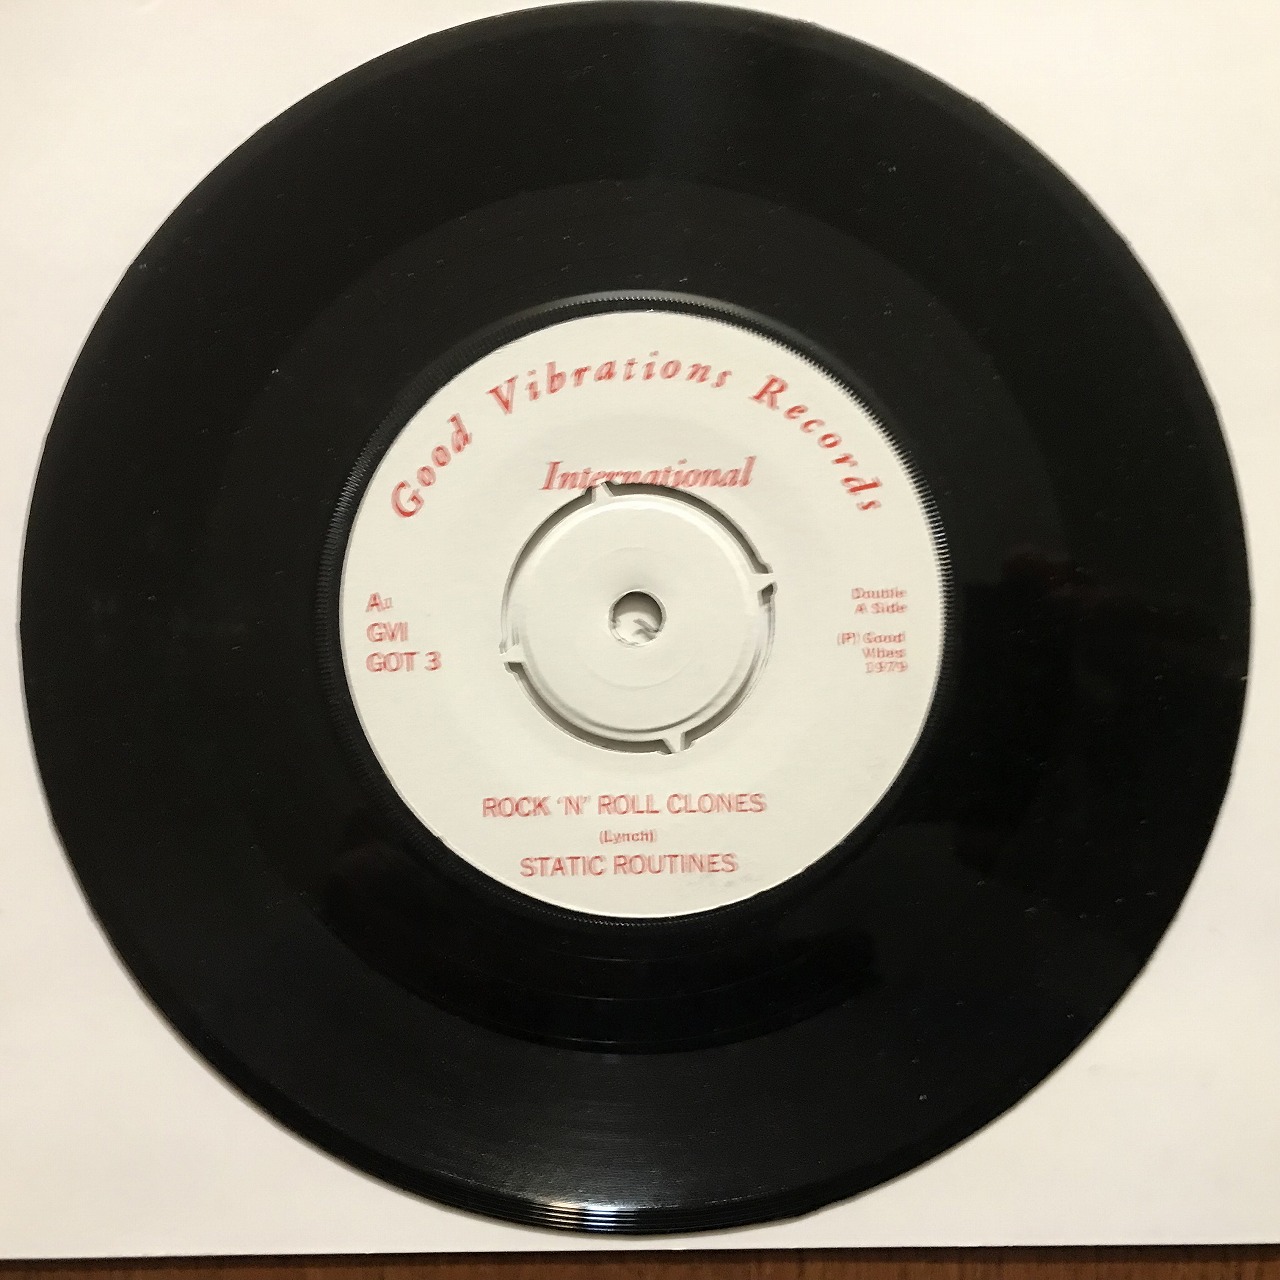 Good Vibrations Records
International
A
GVI
GOT 3
Double
A Side
(P) Good
Vibes
1979
ROCK 'N' ROLL CLONES
(Lynch)
STATIC ROUTINES